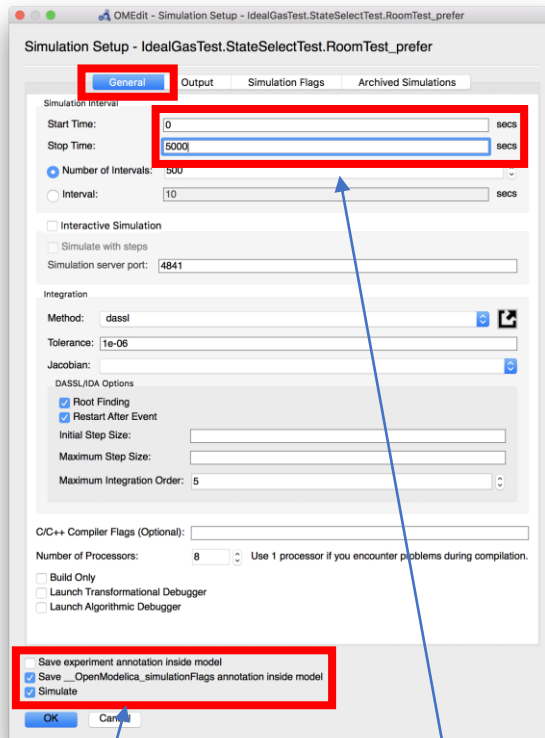 OMEdit - Simulation Setup - IdealGasTest.StateSelectTest.RoomTest_prefer
Simulation Setup - IdealGasTest.StateSelectTest.RoomTest_prefer
General Output Simulation Flags Archived Simulations
Simulation Interval
Start Time: 0 secs
Stop Time: 5000 secs
Number of Intervals: 500
Interval: 10 secs
Interactive Simulation
Simulate with steps
Simulation server port: 4841
Integration
Method: dassl
Tolerance: 1e-06
Jacobian:
DASSL/IDA Options
Root Finding
Restart After Event
Initial Step Size:
Maximum Step Size:
Maximum Integration Order: 5
C/C++ Compiler Flags (Optional):
Number of Processors: 8 Use 1 processor if you encounter problems during compilation.
Build Only
Launch Transformational Debugger
Launch Algorithmic Debugger
Save experiment annotation inside model
Save __OpenModelica_simulationFlags annotation inside model
Simulate
OK Cancel